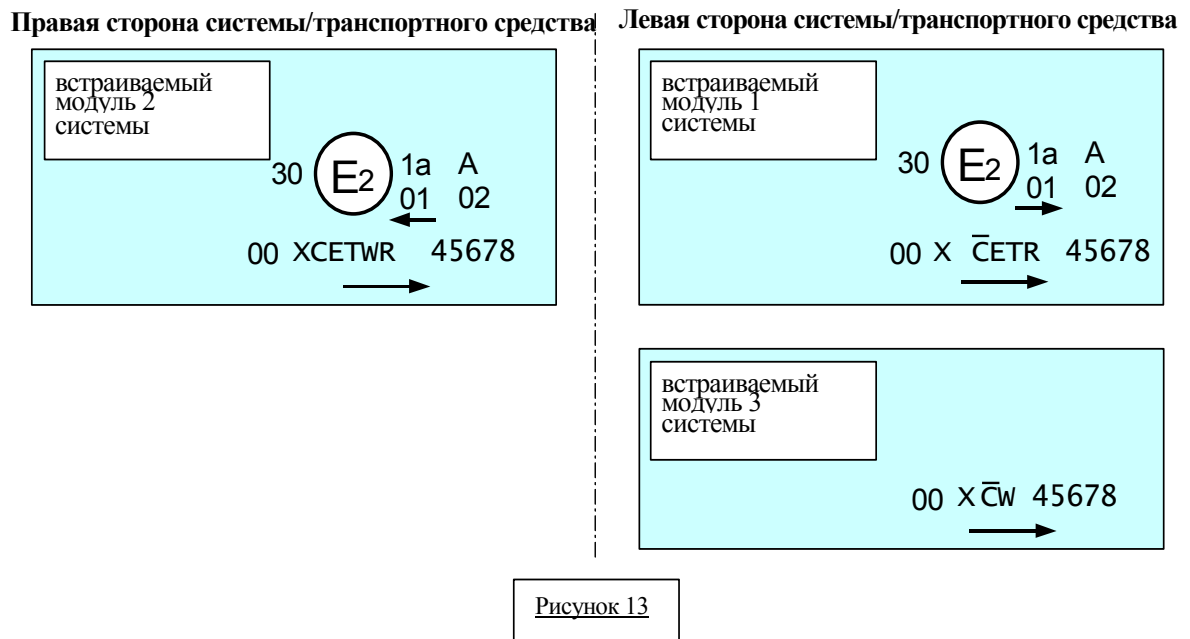 Правая сторона системы/транспортного средства
встраиваемый
модуль 2
системы
30 E2 1a A
01 02
00 XCETWR 45678
Левая сторона системы/транспортного средства
встраиваемый
модуль 1
системы
30 E2 1a A
01 02
00 X C̅ETR 45678
встраиваемый
модуль 3
системы
00 X C̅W 45678
Рисунок 13